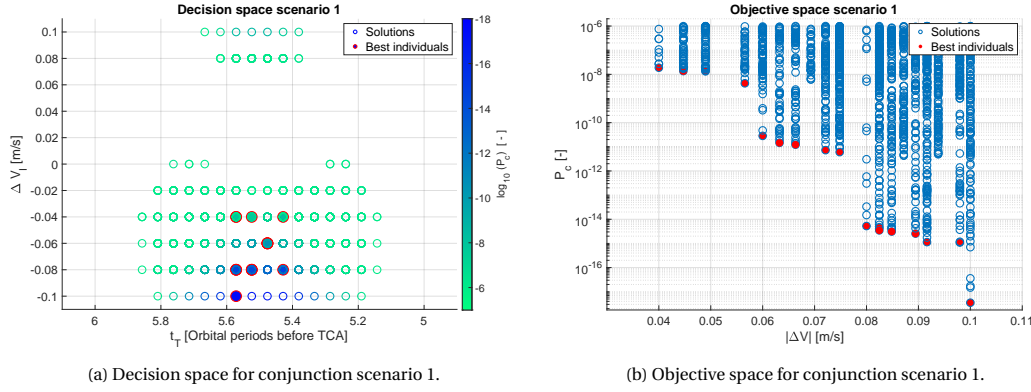 Decision space scenario 1
Solutions
Best individuals
0.1
0.08
0.06
0.04
0.02
0
-0.02
-0.04
-0.06
-0.08
-0.1
Δ V_l [m/s]
6
5.8
5.6
5.4
5.2
5
t_T [Orbital periods before TCA]
-18
-16
-14
-12
-10
-8
-6
log_10 (P_c) [-]
(a) Decision space for conjunction scenario 1.
Objective space scenario 1
Solutions
Best individuals
10^-6
10^-8
10^-10
10^-12
10^-14
10^-16
P_c [-]
0.04
0.05
0.06
0.07
0.08
0.09
0.1
0.11
|ΔV| [m/s]
(b) Objective space for conjunction scenario 1.